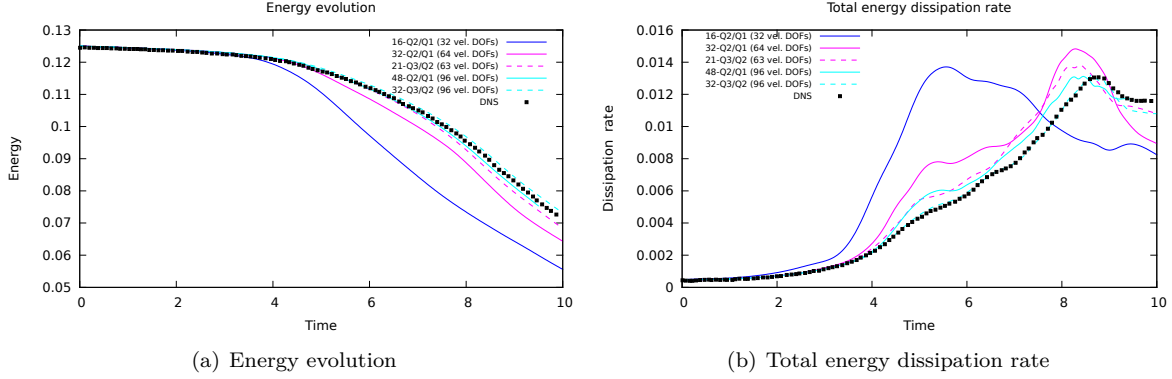 Energy evolution
0.13
0.12
0.11
0.1
0.09
0.08
0.07
0.06
0.05
0
2
4
6
8
10
Energy
Time
16-Q2/Q1 (32 vel. DOFs)
32-Q2/Q1 (64 vel. DOFs)
21-Q3/Q2 (63 vel. DOFs)
48-Q2/Q1 (96 vel. DOFs)
32-Q3/Q2 (96 vel. DOFs)
DNS
(a) Energy evolution
Total energy dissipation rate
0.016
0.014
0.012
0.01
0.008
0.006
0.004
0.002
0
0
2
4
6
8
10
Dissipation rate
Time
16-Q2/Q1 (32 vel. DOFs)
32-Q2/Q1 (64 vel. DOFs)
21-Q3/Q2 (63 vel. DOFs)
48-Q2/Q1 (96 vel. DOFs)
32-Q3/Q2 (96 vel. DOFs)
DNS
(b) Total energy dissipation rate